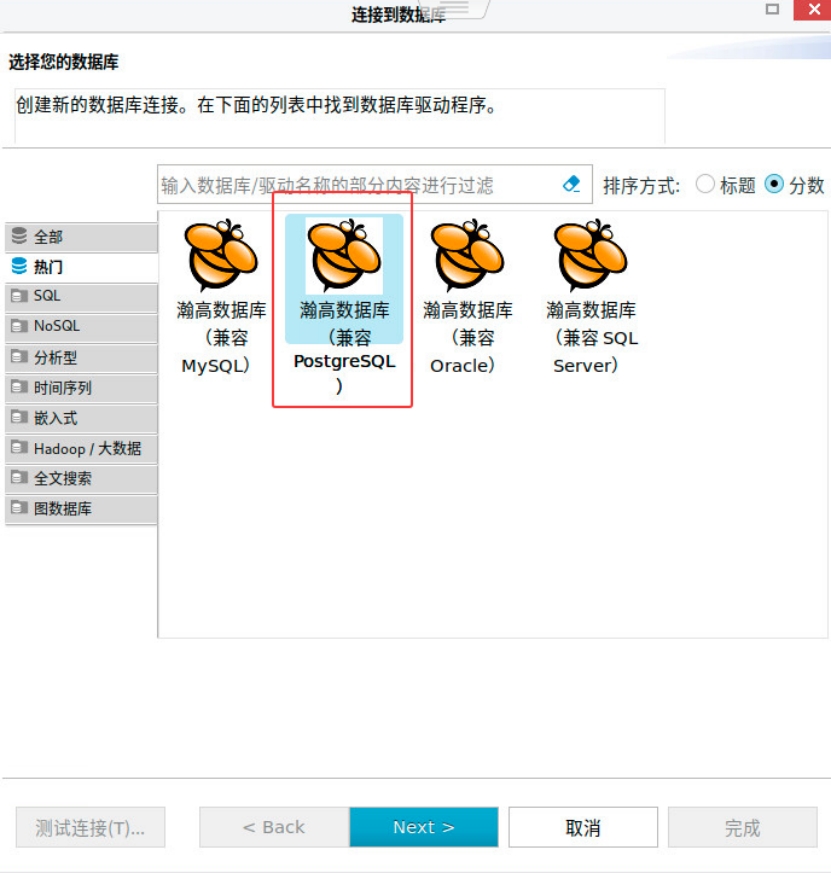 连接到数据库
选择您的数据库
创建新的数据库连接。在下面的列表中找到数据库驱动程序。
输入数据库/驱动名称的部分内容进行过滤
排序方式:
标题
分数
全部
热门
SQL
NoSQL
分析型
时间序列
嵌入式
Hadoop / 大数据
全文搜索
图数据库
瀚高数据库
（兼容
MySQL）
瀚高数据库
（兼容
PostgreSQL
）
瀚高数据库
（兼容
Oracle）
瀚高数据库
（兼容 SQL
Server）
测试连接(T)...
< Back
Next >
取消
完成